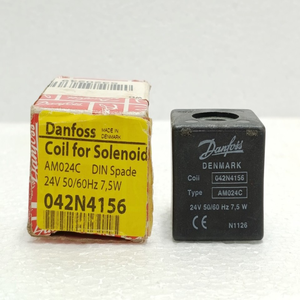 Danfoss MADE IN DENMARK
Coil for Solenoid
AM024C DIN Spade
24V 50/60Hz 7,5W
042N4156
Danfoss
Danfoss
DENMARK
Coil 042N4156
Type AM024C
24V 50/60 Hz 7,5 W
CE N1126